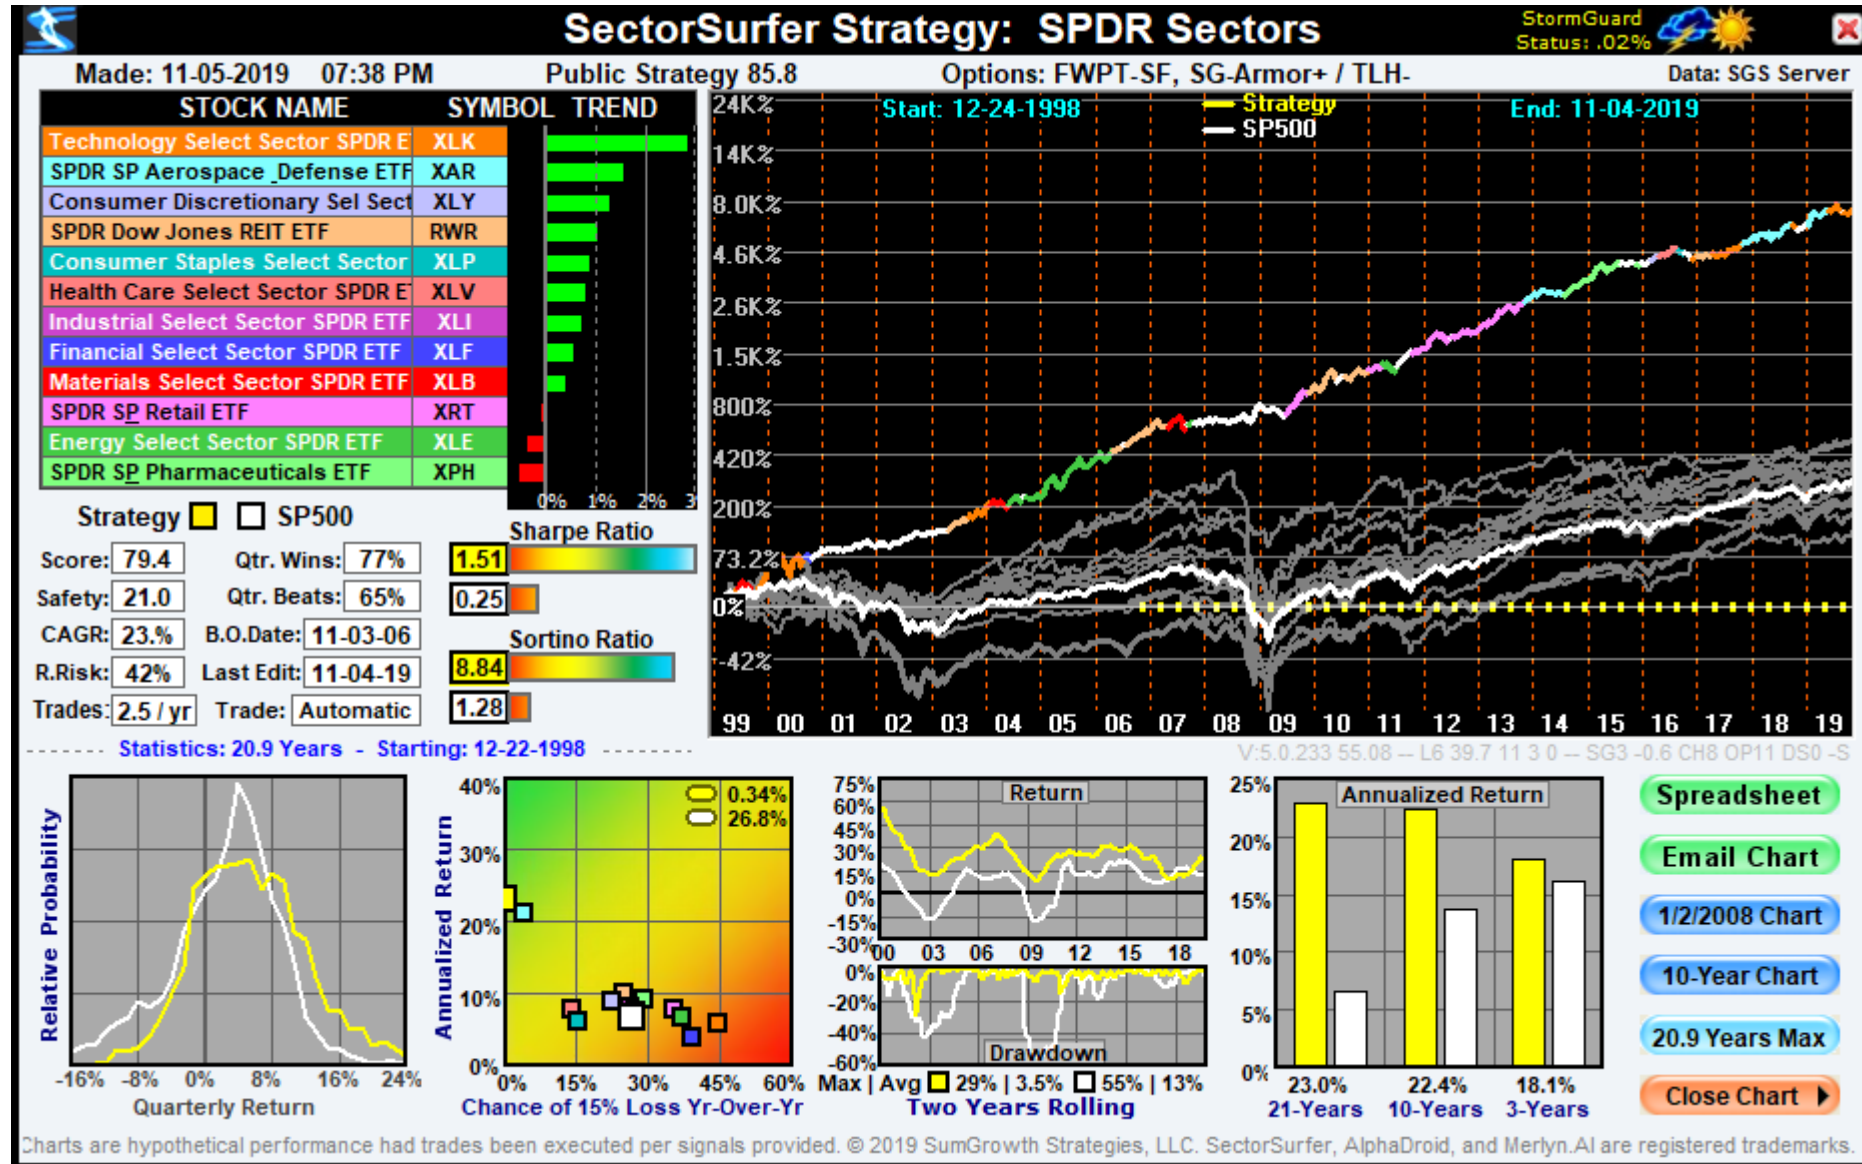 SectorSurfer Strategy: SPDR Sectors
StormGuard
Status: .02%
Made: 11-05-2019 07:38 PM
Public Strategy 85.8
Options: FWPT-SF, SG-Armor+ / TLH-
Data: SGS Server
STOCK NAME SYMBOL TREND
Technology Select Sector SPDR E XLK
SPDR SP Aerospace _Defense ETF XAR
Consumer Discretionary Sel Sect XLY
SPDR Dow Jones REIT ETF RWR
Consumer Staples Select Sector XLP
Health Care Select Sector SPDR E XLV
Industrial Select Sector SPDR ETF XLI
Financial Select Sector SPDR ETF XLF
Materials Select Sector SPDR ETF XLB
SPDR SP Retail ETF XRT
Energy Select Sector SPDR ETF XLE
SPDR SP Pharmaceuticals ETF XPH
0% 1% 2% 3
Strategy SP500
Score: 79.4 Qtr. Wins: 77%
Safety: 21.0 Qtr. Beats: 65%
CAGR: 23.% B.O.Date: 11-03-06
R.Risk: 42% Last Edit: 11-04-19
Trades: 2.5 / yr Trade: Automatic
Sharpe Ratio
1.51
0.25
Sortino Ratio
8.84
1.28
Start: 12-24-1998
Strategy
SP500
End: 11-04-2019
24K%
14K%
8.0K%
4.6K%
2.6K%
1.5K%
800%
420%
200%
73.2%
0%
-42%
99 00 01 02 03 04 05 06 07 08 09 10 11 12 13 14 15 16 17 18 19
------- Statistics: 20.9 Years - Starting: 12-22-1998 --------
V:5.0.233 55.08 -- L6 39.7 11 3 0 -- SG3 -0.6 CH8 OP11 DS0 -S
Relative Probability
-16% -8% 0% 8% 16% 24%
Quarterly Return
Annualized Return
40%
30%
20%
10%
0%
0.34%
26.8%
0% 15% 30% 45% 60%
Chance of 15% Loss Yr-Over-Yr
Return
75%
60%
45%
30%
15%
0%
-15%
-30%
00 03 06 09 12 15 18
0%
-20%
-40%
-60%
Drawdown
Max | Avg 29% | 3.5% 55% | 13%
Two Years Rolling
Annualized Return
25%
20%
15%
10%
5%
0%
23.0% 22.4% 18.1%
21-Years 10-Years 3-Years
Spreadsheet
Email Chart
1/2/2008 Chart
10-Year Chart
20.9 Years Max
Close Chart
Charts are hypothetical performance had trades been executed per signals provided. © 2019 SumGrowth Strategies, LLC. SectorSurfer, AlphaDroid, and Merlyn.AI are registered trademarks.